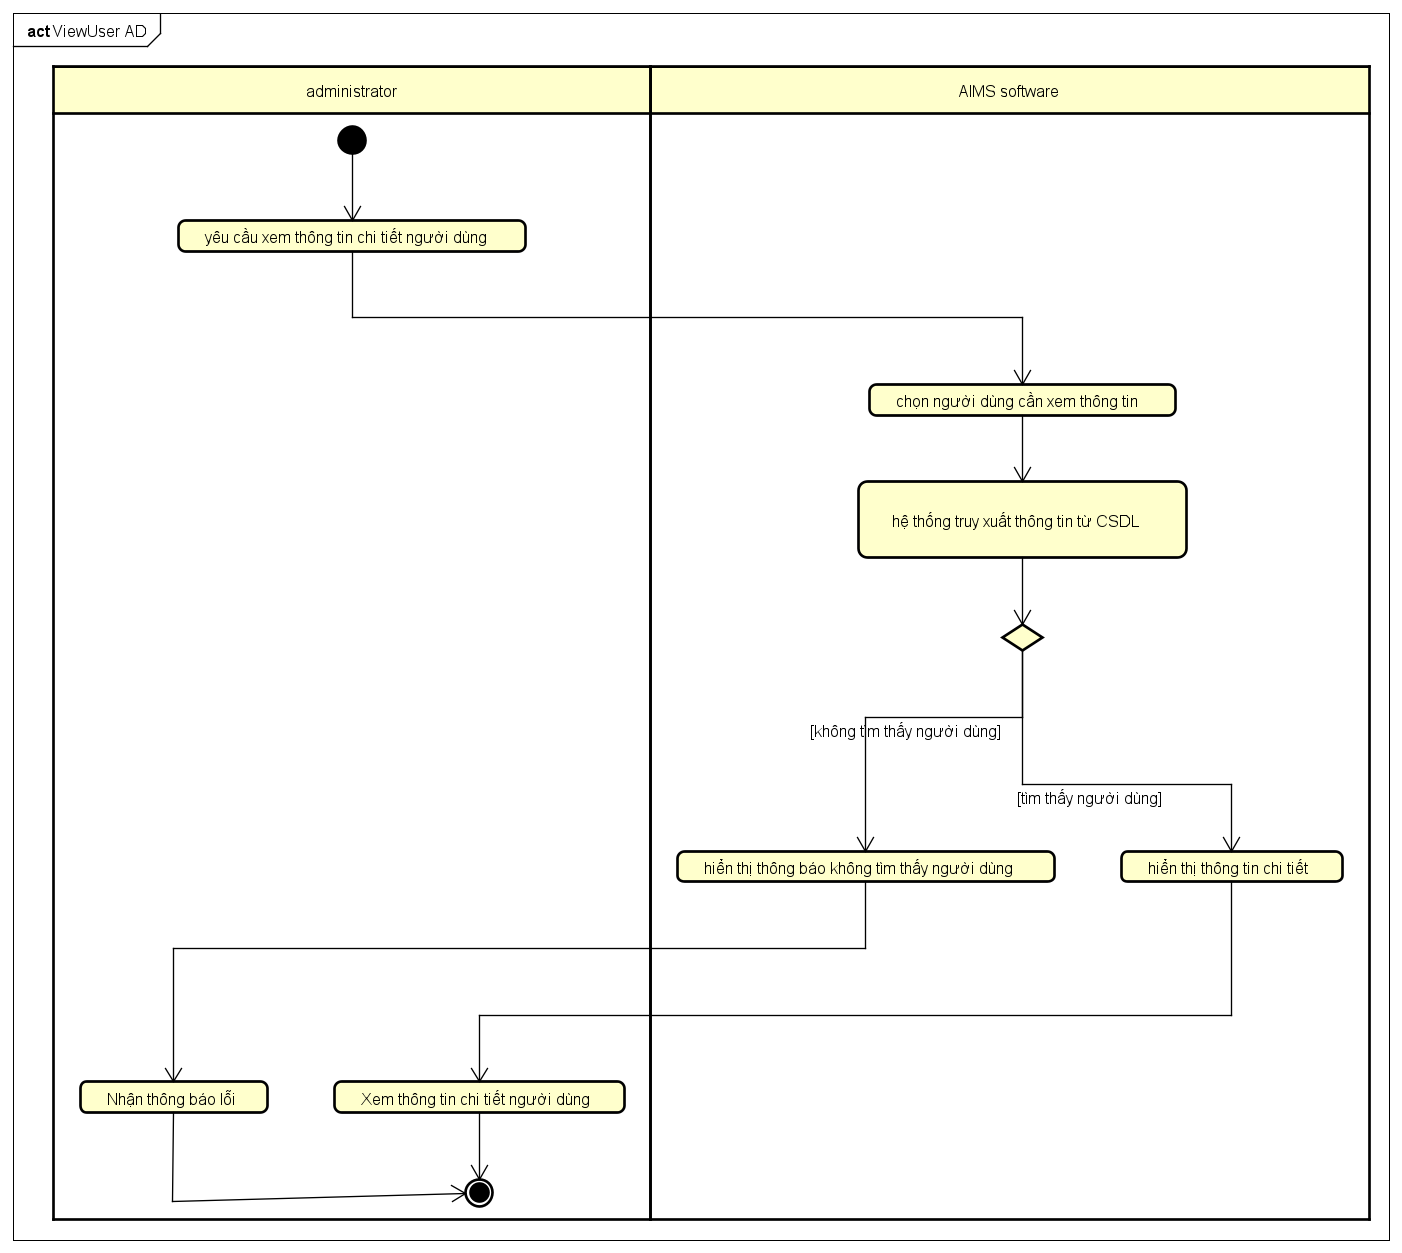 act ViewUser AD
administrator
AIMS software
yêu cầu xem thông tin chi tiết người dùng
chọn người dùng cần xem thông tin
hệ thống truy xuất thông tin từ CSDL
[không tìm thấy người dùng]
[tìm thấy người dùng]
hiển thị thông báo không tìm thấy người dùng
hiển thị thông tin chi tiết
Nhận thông báo lỗi
Xem thông tin chi tiết người dùng